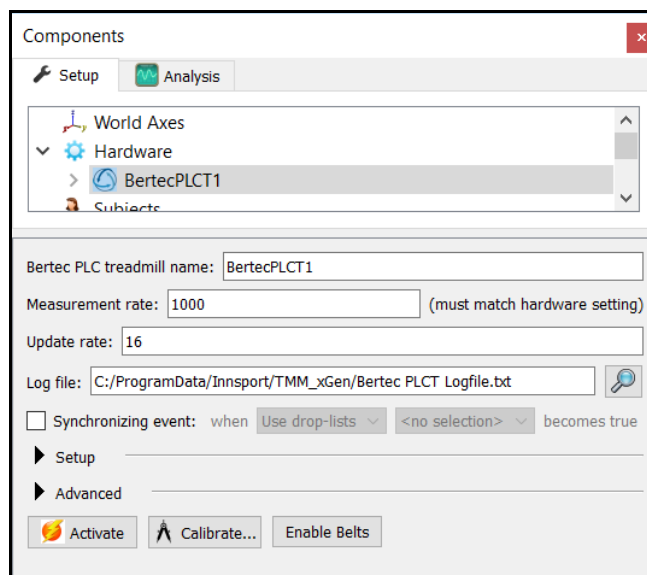 Components
Setup Analysis
World Axes
Hardware
BertecPLCT1
Subjects
Bertec PLC treadmill name: BertecPLCT1
Measurement rate: 1000 (must match hardware setting)
Update rate: 16
Log file: C:/ProgramData/Innsport/TMM_xGen/Bertec PLCT Logfile.txt
Synchronizing event: when Use drop-lists <no selection> becomes true
Setup
Advanced
Activate Calibrate... Enable Belts